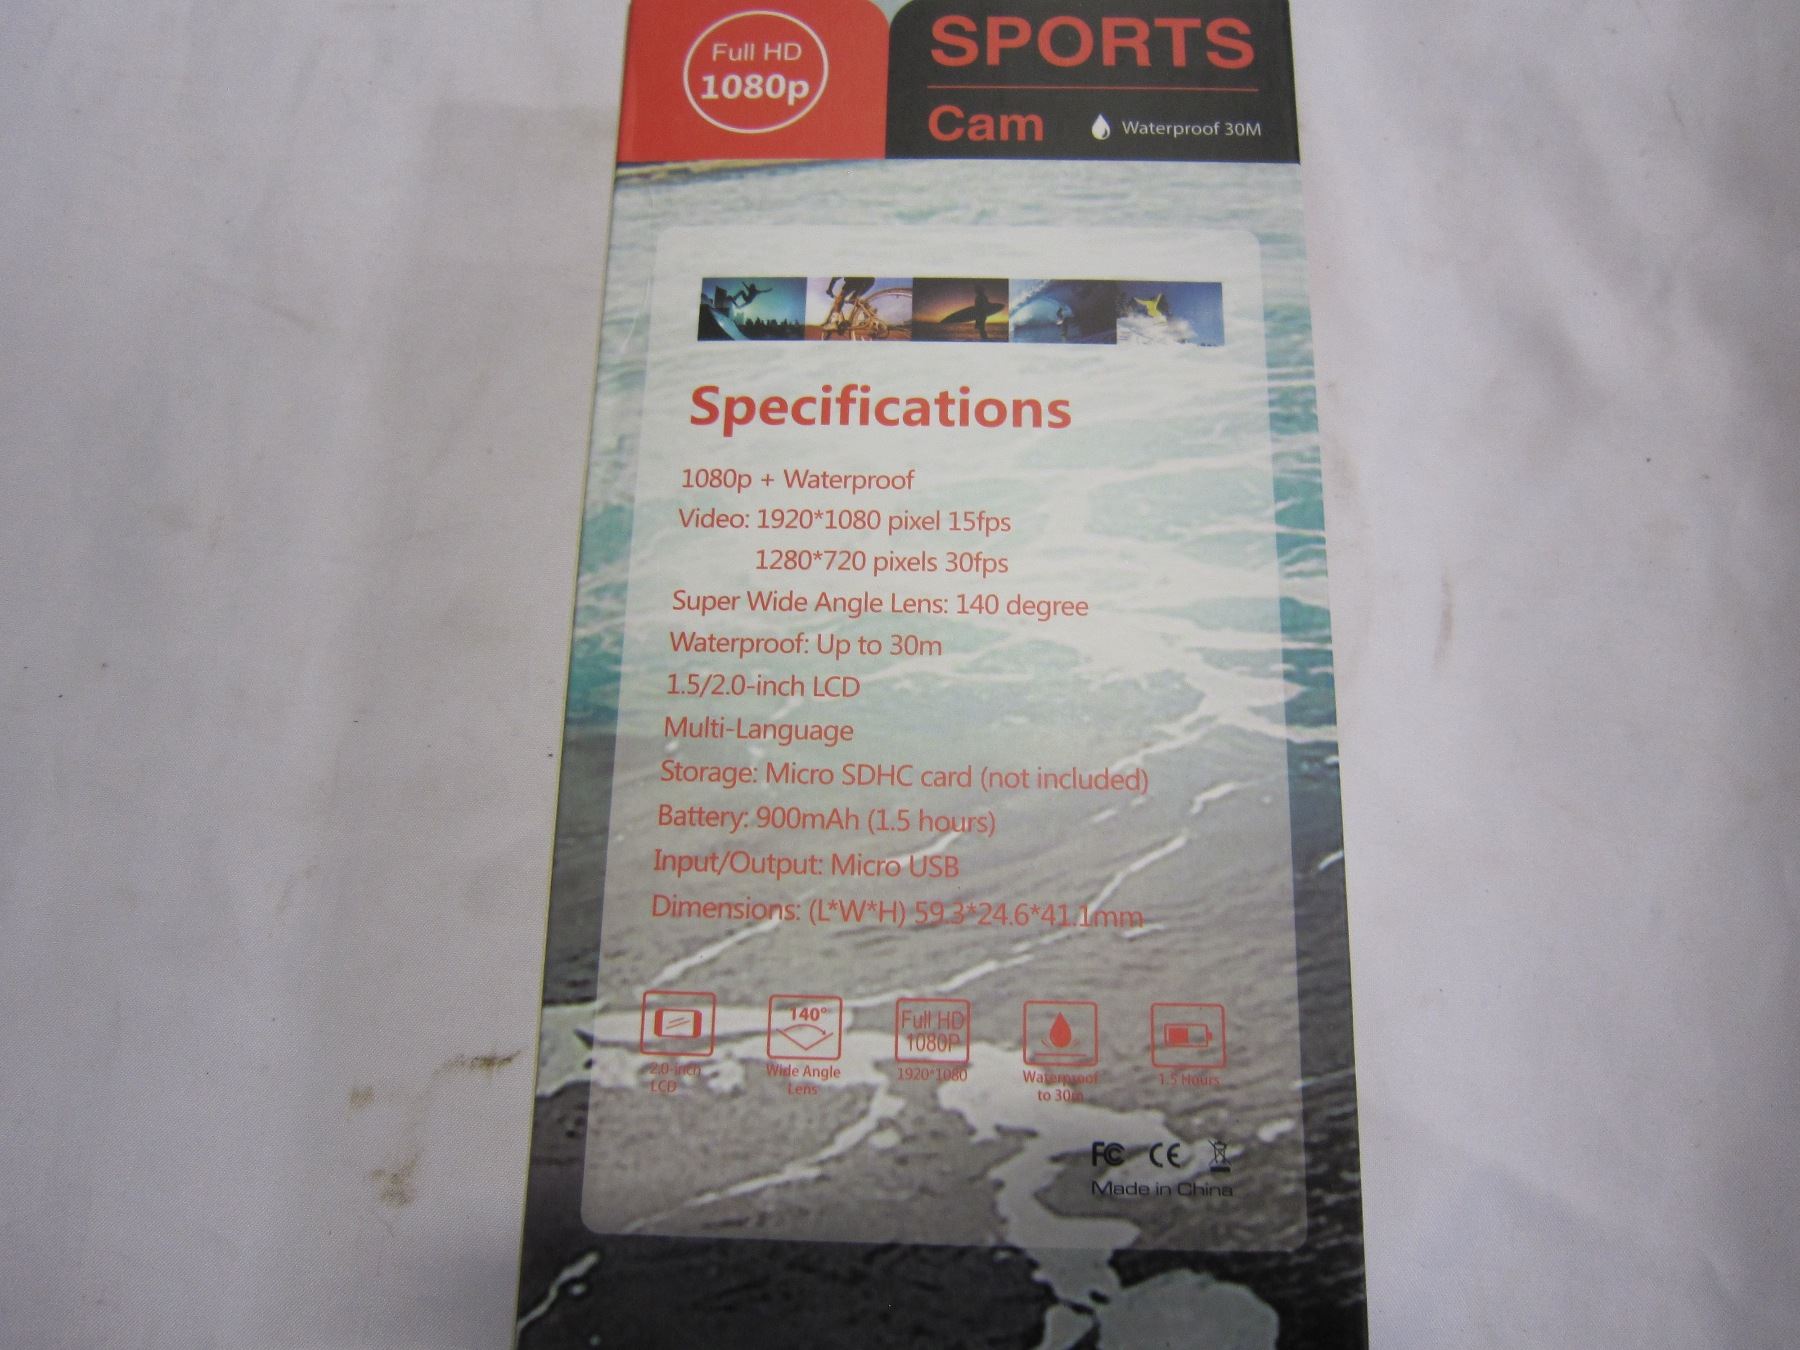 Full HD
1080p
SPORTS
Cam
Waterproof 30M
Specifications
1080p + Waterproof
Video: 1920*1080 pixel 15fps
1280*720 pixels 30fps
Super Wide Angle Lens: 140 degree
Waterproof: Up to 30m
1.5/2.0-inch LCD
Multi-Language
Storage: Micro SDHC card (not included)
Battery: 900mAh (1.5 hours)
Input/Output: Micro USB
Dimensions: (L*W*H) 59.3*24.6*41.1mm
140°
Full HD
1080P
2.0-inch
LCD
Wide Angle
Lens
1920*1080
Waterproof
to 30m
1.5 Hours
FC CE
Made in China